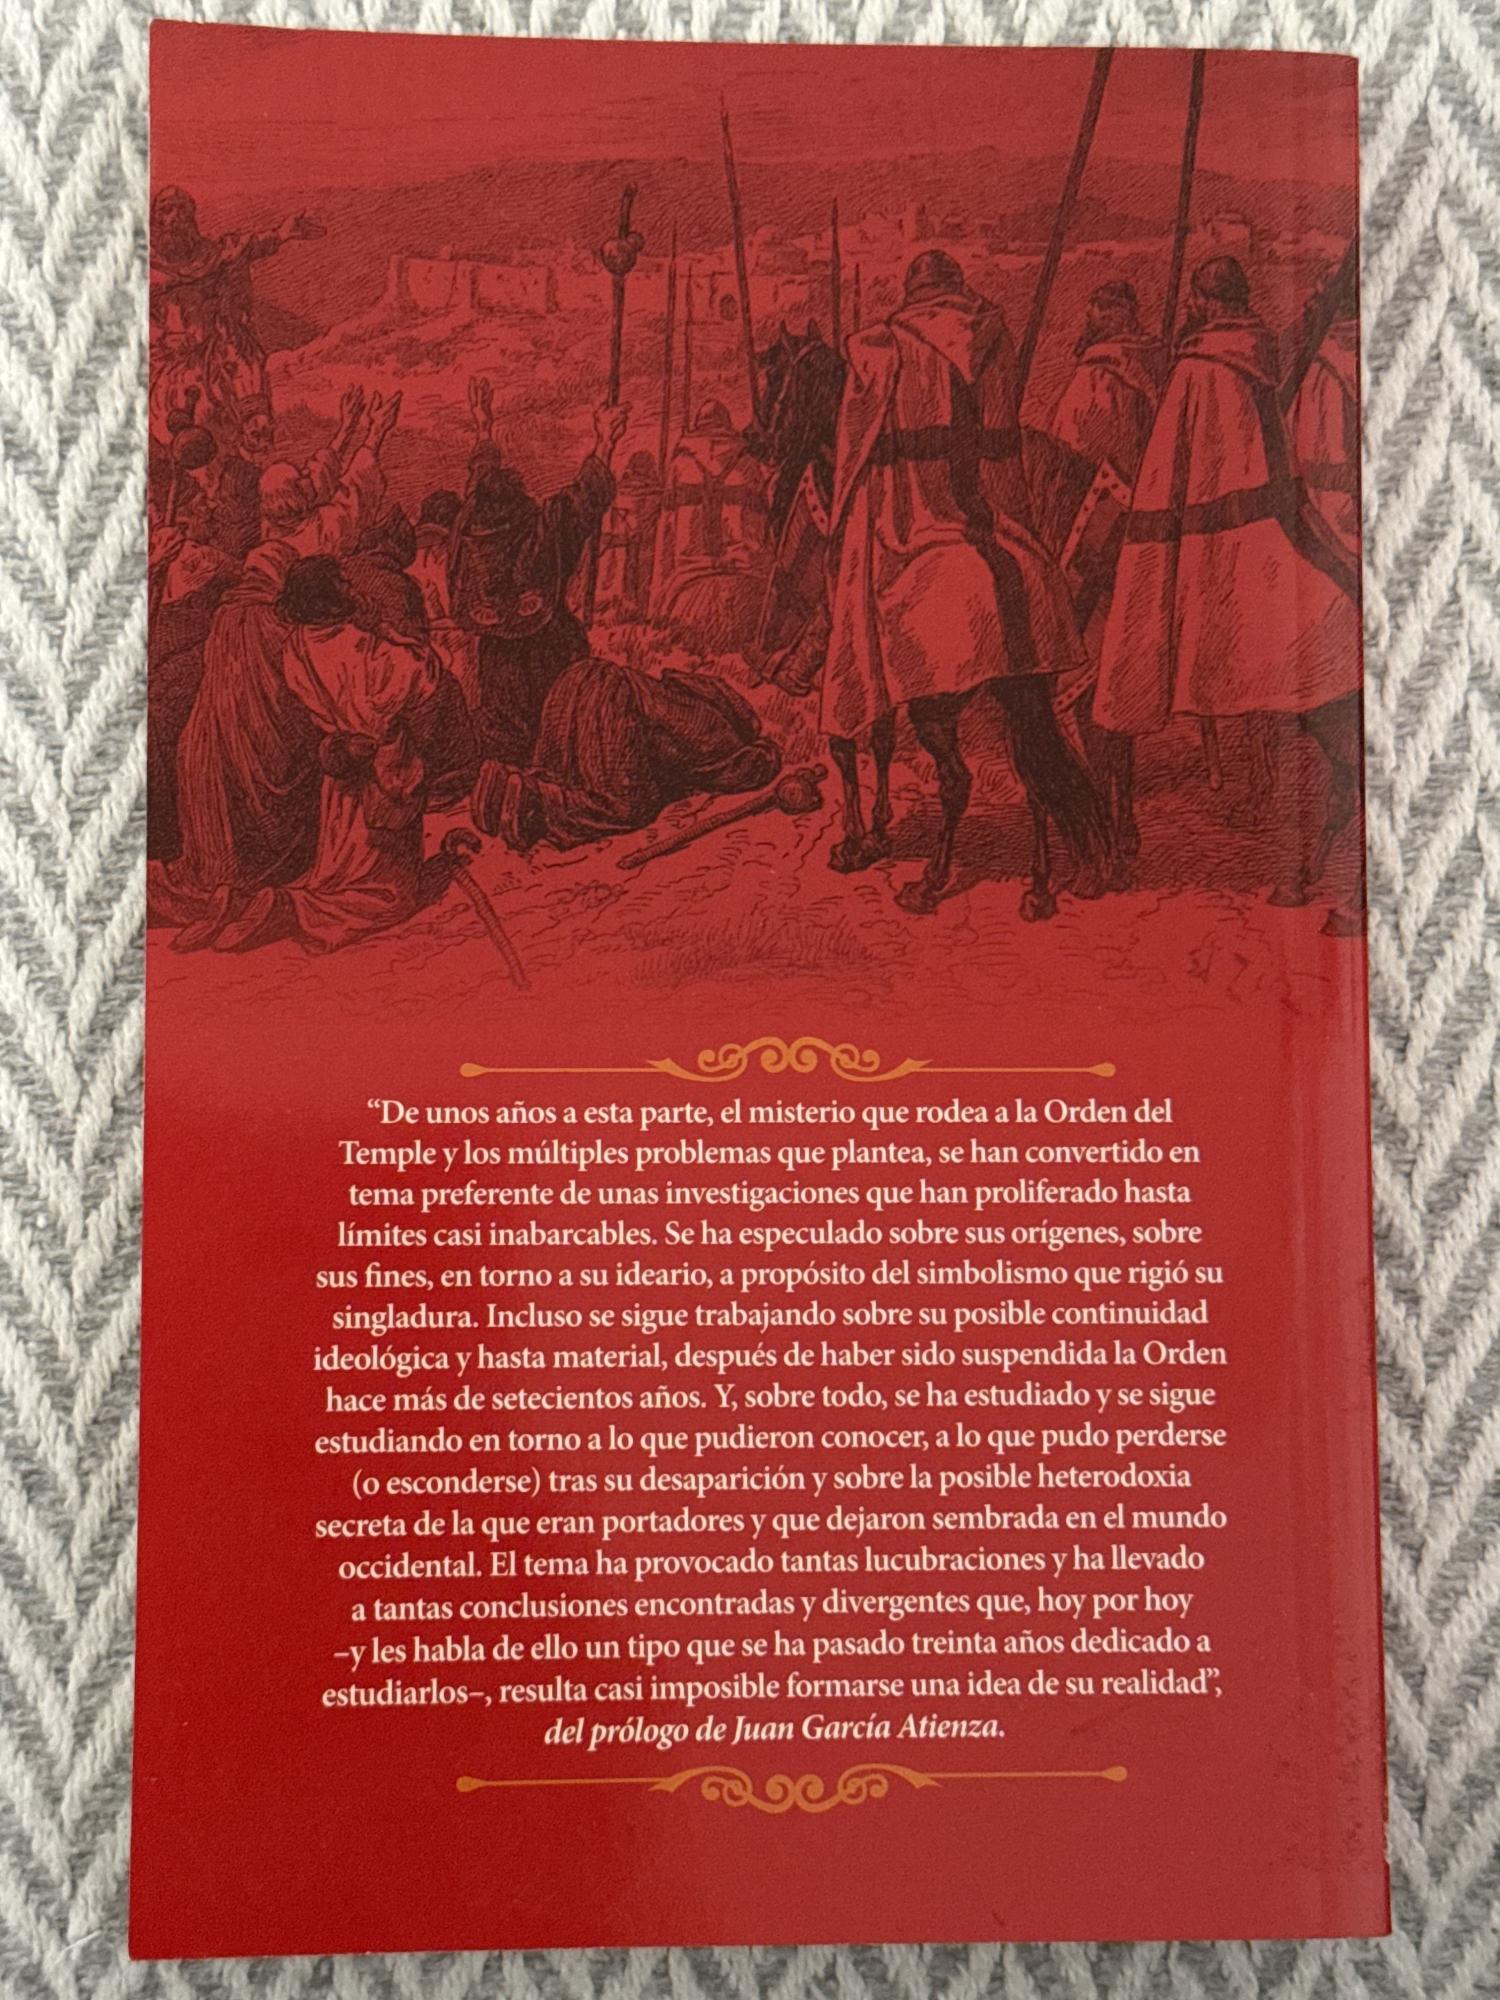 “De unos años a esta parte, el misterio que rodea a la Orden del
Temple y los múltiples problemas que plantea, se han convertido en
tema preferente de unas investigaciones que han proliferado hasta
límites casi inabarcables. Se ha especulado sobre sus orígenes, sobre
sus fines, en torno a su ideario, a propósito del simbolismo que rigió su
singladura. Incluso se sigue trabajando sobre su posible continuidad
ideológica y hasta material, después de haber sido suspendida la Orden
hace más de setecientos años. Y, sobre todo, se ha estudiado y se sigue
estudiando en torno a lo que pudieron conocer, a lo que pudo perderse
(o esconderse) tras su desaparición y sobre la posible heterodoxia
secreta de la que eran portadores y que dejaron sembrada en el mundo
occidental. El tema ha provocado tantas lucubraciones y ha llevado
a tantas conclusiones encontradas y divergentes que, hoy por hoy
–y les habla de ello un tipo que se ha pasado treinta años dedicado a
estudiarlos–, resulta casi imposible formarse una idea de su realidad”,
del prólogo de Juan García Atienza.